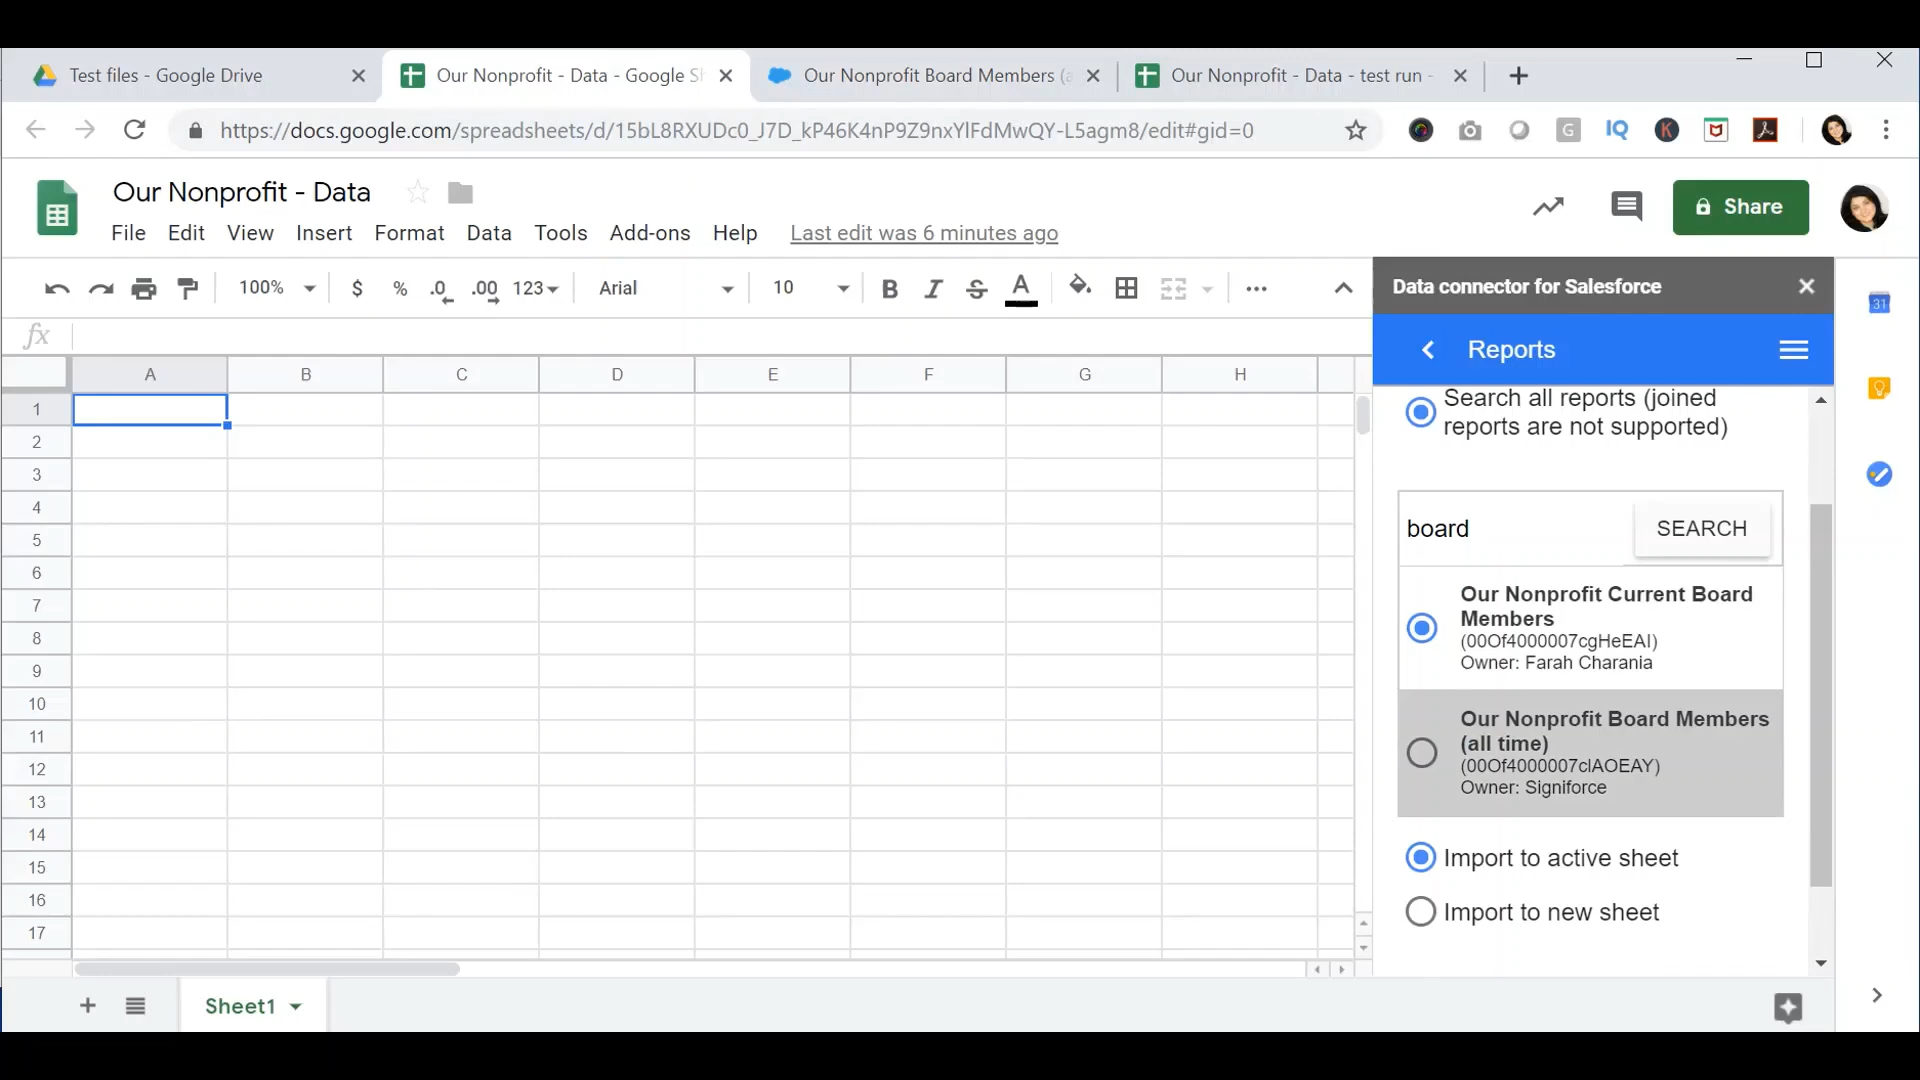 Test files - Google Drive
Our Nonprofit - Data - Google Sh
Our Nonprofit Board Members (a
Our Nonprofit - Data - test run -
https://docs.google.com/spreadsheets/d/15bL8RXUDc0_J7D_kP46K4nP9Z9nxYlFdMwQY-L5agm8/edit#gid=0
G
IQ
K
Our Nonprofit - Data
File Edit View Insert Format Data Tools Add-ons Help Last edit was 6 minutes ago
Share
100% $ % .0 .00 123 Arial 10 B I S A
Data connector for Salesforce
31
fx
Reports
A B C D E F G H
1
2
3
4
5
6
7
8
9
10
11
12
13
14
15
16
17
Search all reports (joined
reports are not supported)
board SEARCH
Our Nonprofit Current Board
Members
(00Of4000007cgHeEAI)
Owner: Farah Charania
Our Nonprofit Board Members
(all time)
(00Of4000007clAOEAY)
Owner: Signiforce
Import to active sheet
Import to new sheet
Sheet1